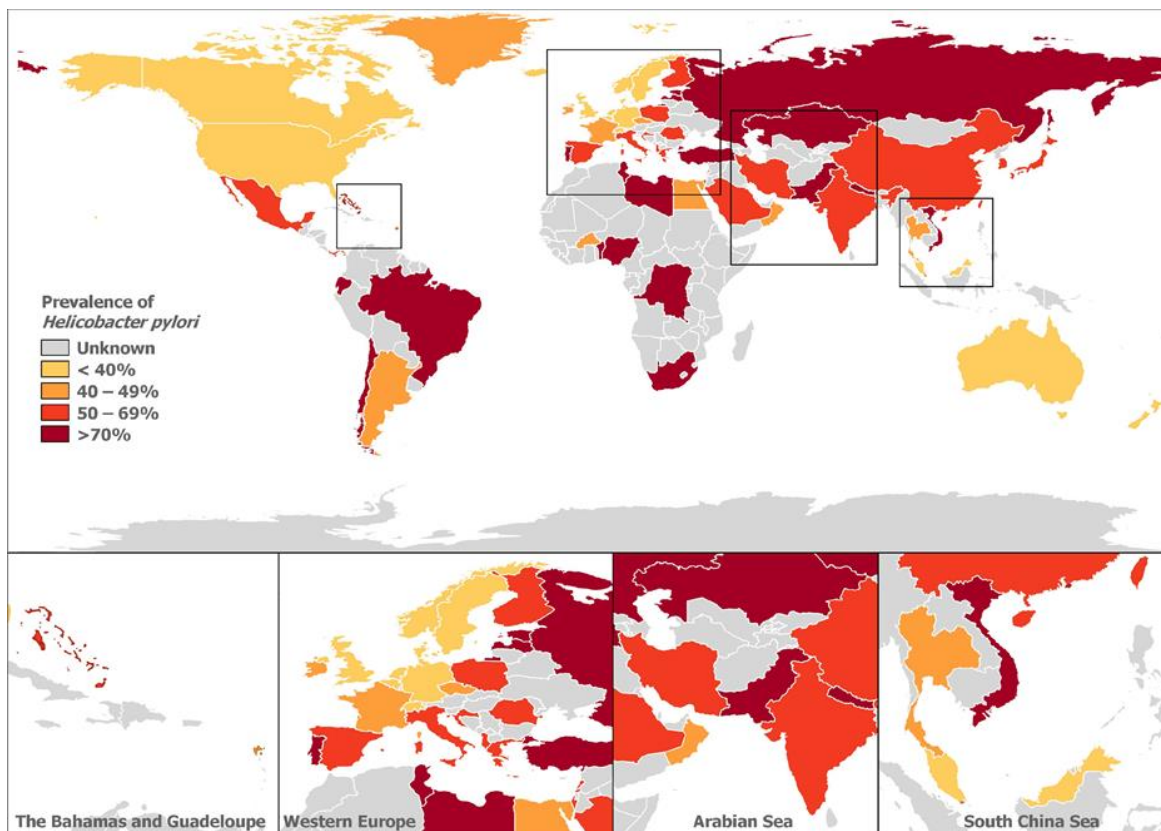 Prevalence of
Helicobacter pylori
Unknown
< 40%
40 – 49%
50 – 69%
>70%
The Bahamas and Guadeloupe
Western Europe
Arabian Sea
South China Sea